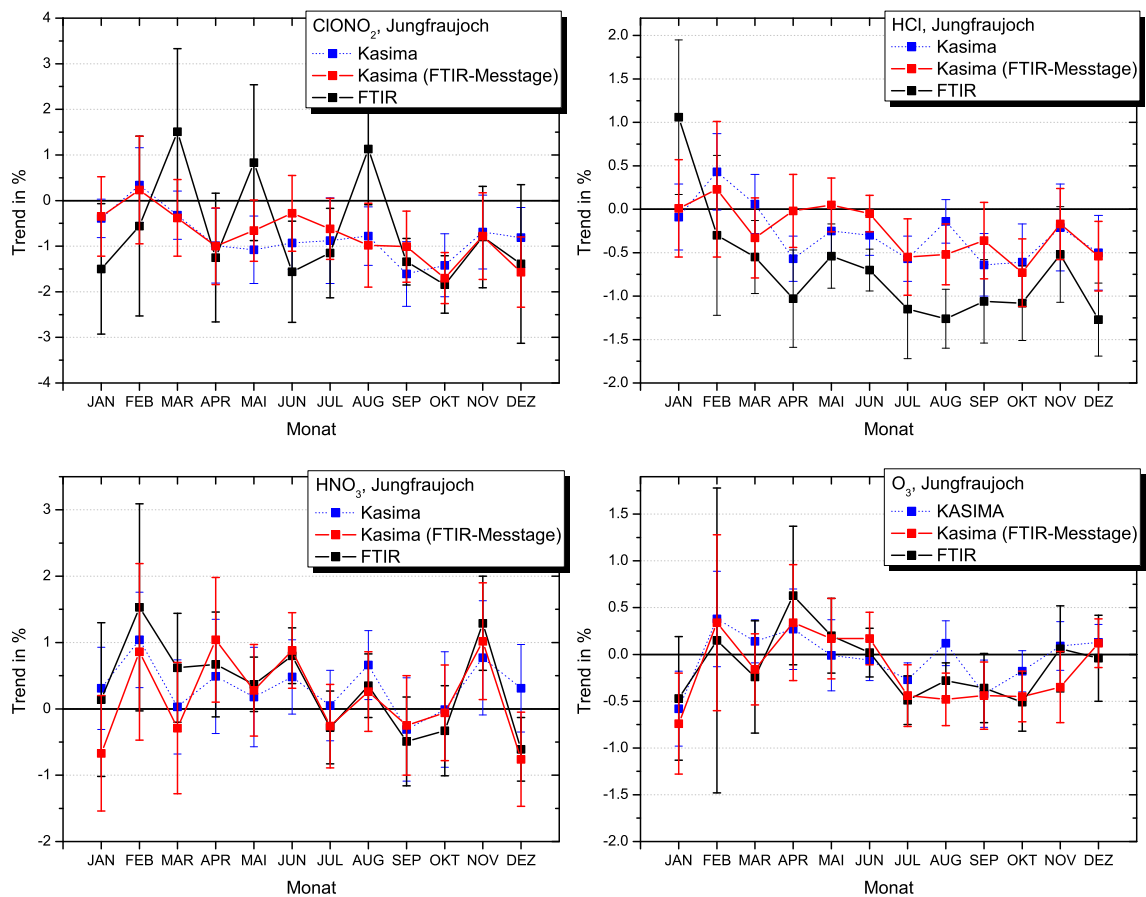 ClONO2, Jungfraujoch
Kasima
Kasima (FTIR-Messtage)
FTIR
4
3
2
1
0
-1
-2
-3
-4
Trend in %
JAN FEB MAR APR MAI JUN JUL AUG SEP OKT NOV DEZ
Monat
HCl, Jungfraujoch
Kasima
Kasima (FTIR-Messtage)
FTIR
2.0
1.5
1.0
0.5
0.0
-0.5
-1.0
-1.5
-2.0
Trend in %
JAN FEB MAR APR MAI JUN JUL AUG SEP OKT NOV DEZ
Monat
HNO3, Jungfraujoch
Kasima
Kasima (FTIR-Messtage)
FTIR
3
2
1
0
-1
-2
Trend in %
JAN FEB MAR APR MAI JUN JUL AUG SEP OKT NOV DEZ
Monat
O3, Jungfraujoch
KASIMA
Kasima (FTIR-Messtage)
FTIR
1.5
1.0
0.5
0.0
-0.5
-1.0
-1.5
-2.0
Trend in %
JAN FEB MAR APR MAI JUN JUL AUG SEP OKT NOV DEZ
Monat